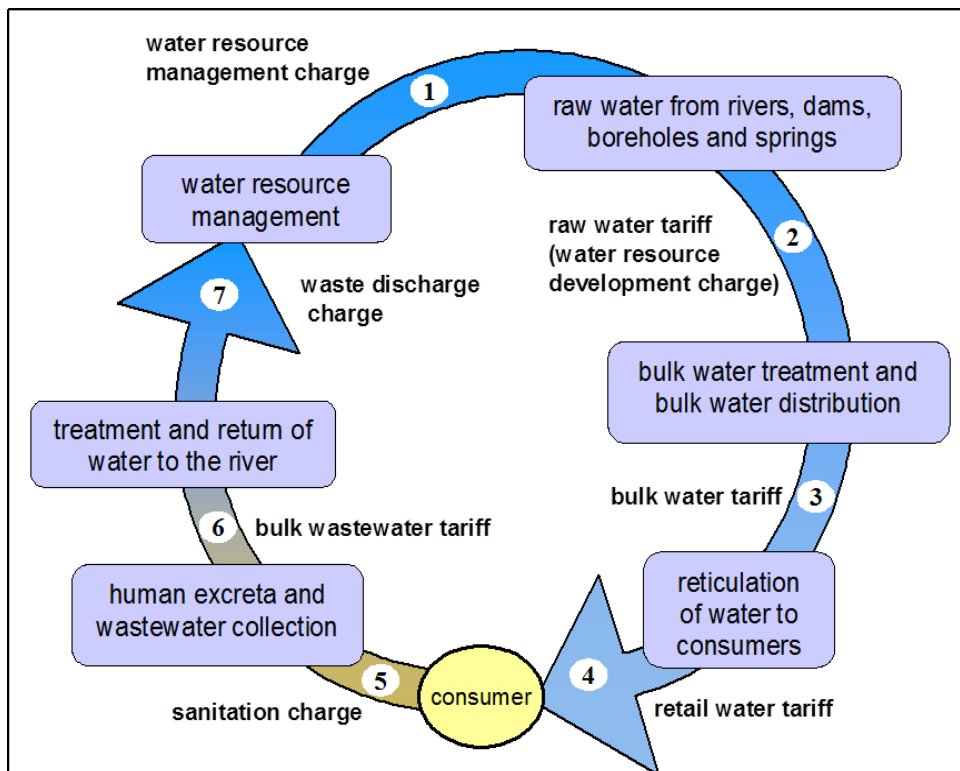 water resource
management charge
1
raw water from rivers, dams,
boreholes and springs
water resource
management
raw water tariff
(water resource
development charge)
2
7
waste discharge
charge
bulk water treatment and
bulk water distribution
treatment and return of
water to the river
bulk water tariff
3
6
bulk wastewater tariff
reticulation
of water to
consumers
human excreta and
wastewater collection
4
5
consumer
sanitation charge
retail water tariff